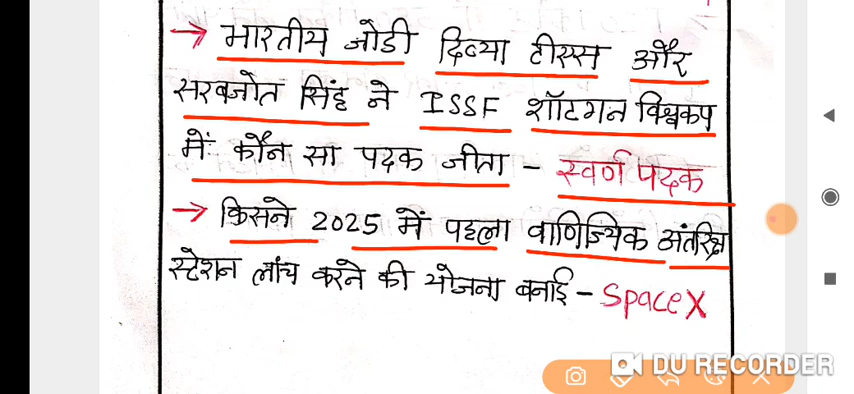 → भारतीय जोडी दिव्या टीसस और
सरबजोत सिंह ने ISSF शॉटगन विश्वकप
में कौन सा पदक जीता - स्वर्ण पदक
→ किसने 2025 में पहला वाणिज्यिक अंतरिक्ष
स्टेशन लांच करने की योजना बनाई - SpaceX
DU RECORDER